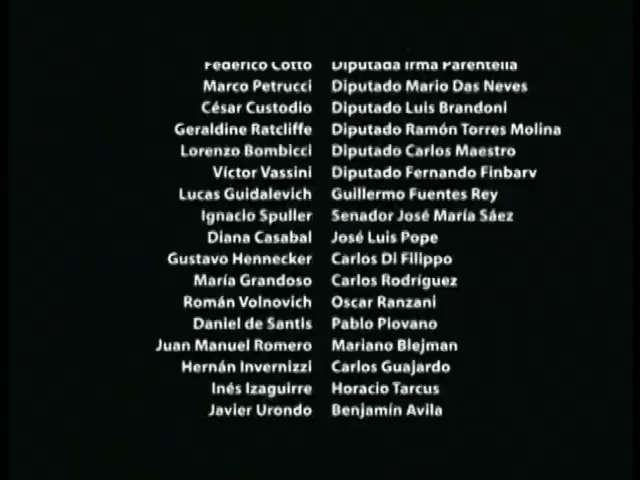 Federico Cotto Diputada Irma Parentella
Marco Petrucci Diputado Mario Das Neves
César Custodio Diputado Luis Brandoni
Geraldine Ratcliffe Diputado Ramón Torres Molina
Lorenzo Bombicci Diputado Carlos Maestro
Víctor Vassini Diputado Fernando Finbarv
Lucas Guidalevich Guillermo Fuentes Rey
Ignacio Spuller Senador José María Sáez
Diana Casabal José Luis Pope
Gustavo Hennecker Carlos Di Filippo
María Grandoso Carlos Rodríguez
Román Volnovich Oscar Ranzani
Daniel de Santis Pablo Piovano
Juan Manuel Romero Mariano Blejman
Hernán Invernizzi Carlos Guajardo
Inés Izaguirre Horacio Tarcus
Javier Urondo Benjamín Avila